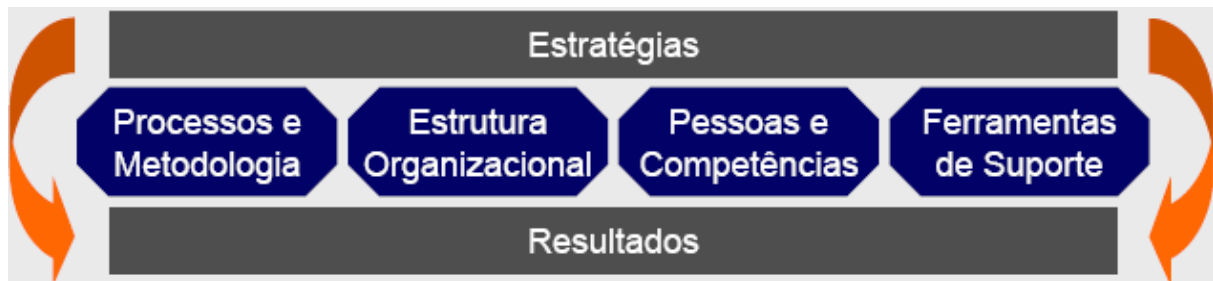 Estratégias
Processos e
Metodologia
Estrutura
Organizacional
Pessoas e
Competências
Ferramentas
de Suporte
Resultados